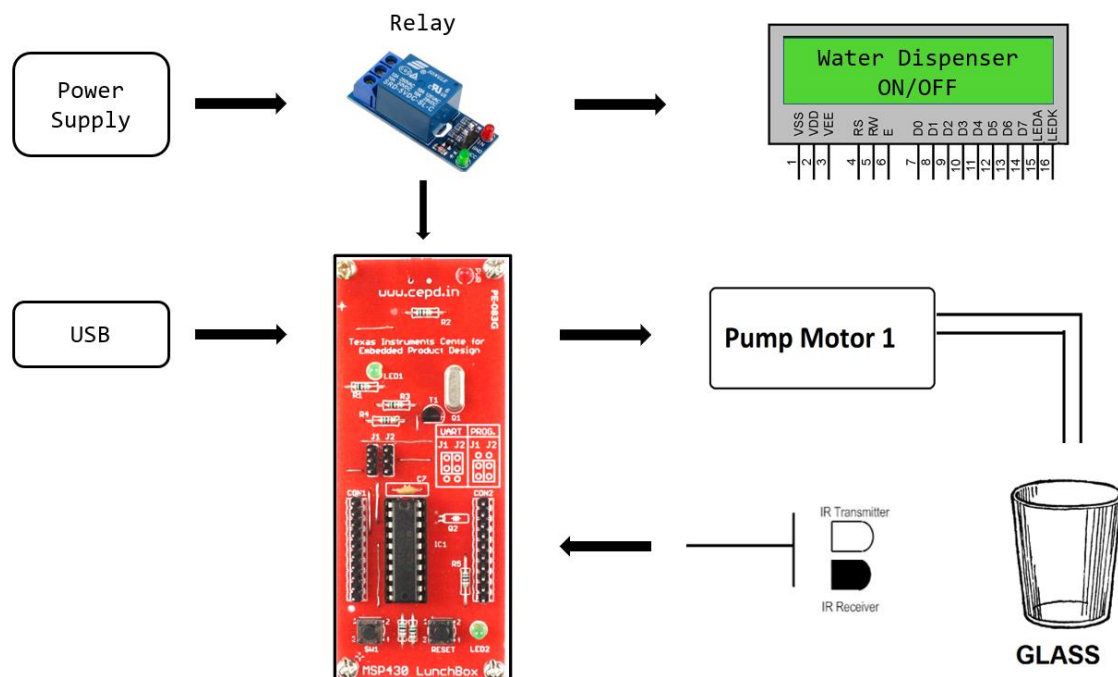 Relay
Power
Supply
Water Dispenser
ON/OFF
VSS
VDD
VEE
RS
RW
E
D0
D1
D2
D3
D4
D5
D6
D7
LEDA
LEDK
1
2
3
4
5
6
7
8
9
10
11
12
13
14
15
16
USB
www.cepd.in
PE-083G
R2
Texas Instruments Cente for
Embedded Product Design
LED1
R1
R3
R4
T1
Q1
J1 J2
UART PROG.
J1 J2 J1 J2
C7
CON1
CON2
Q2
IC1
R5
1 2
SW1
RESET
LED2
MSP430 LunchBox
Pump Motor 1
IR Transmitter
IR Receiver
GLASS